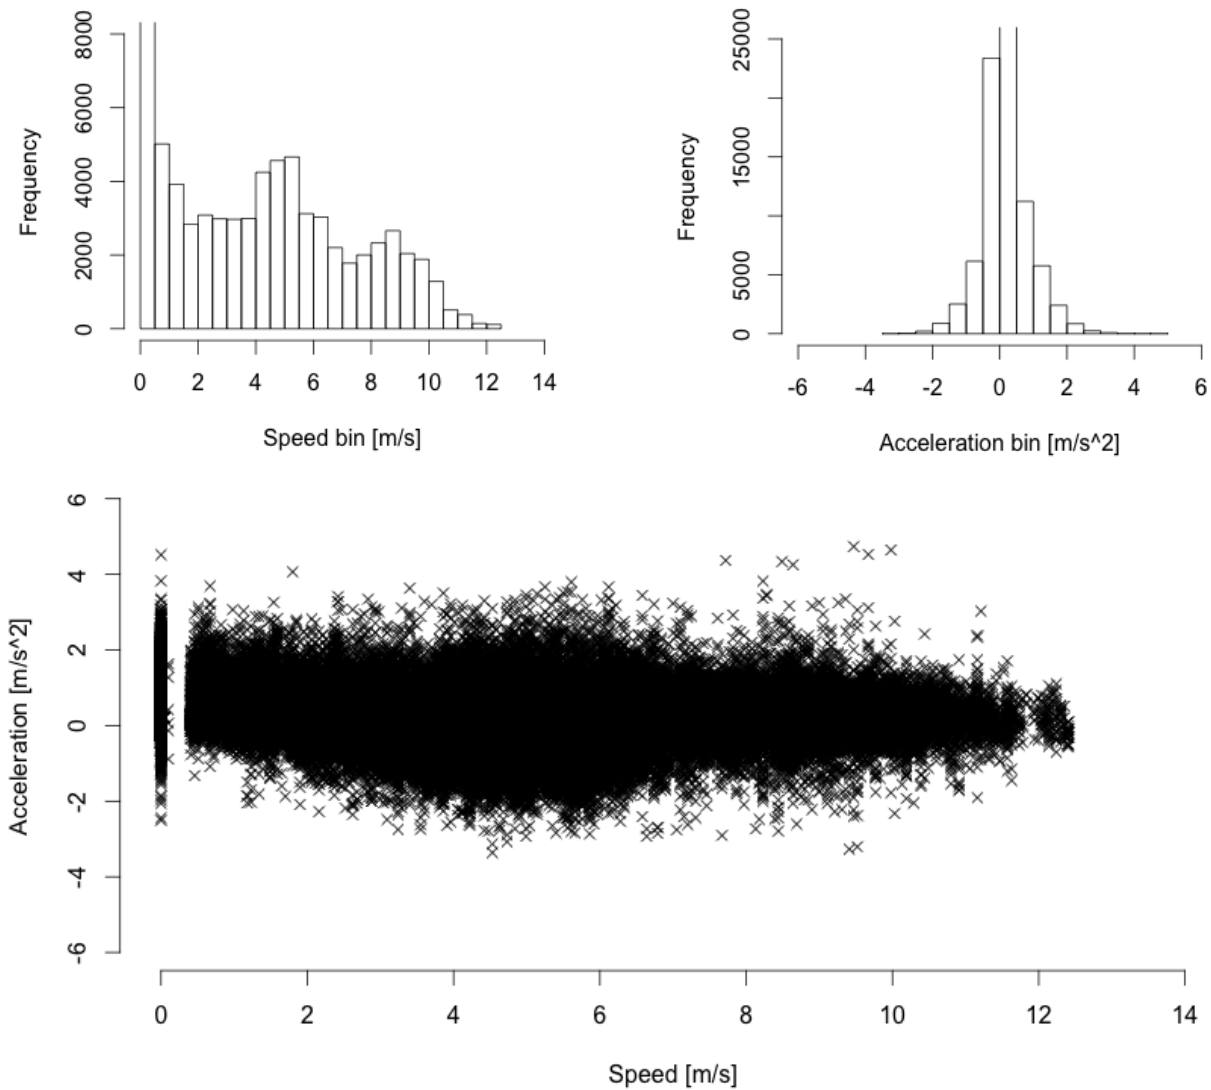 8000
6000
4000
2000
0
Frequency
0 2 4 6 8 10 12 14
Speed bin [m/s]
25000
15000
5000
0
Frequency
-6 -4 -2 0 2 4 6
Acceleration bin [m/s^2]
6
4
2
0
-2
-4
-6
Acceleration [m/s^2]
0 2 4 6 8 10 12 14
Speed [m/s]